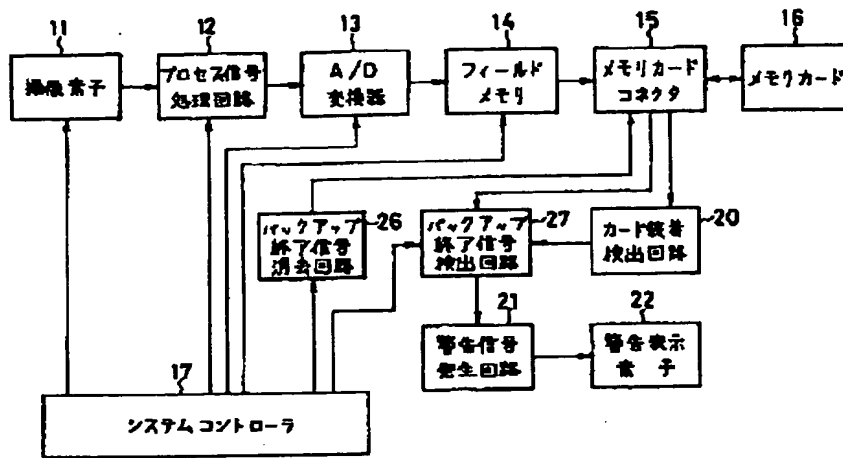 11
12
13
14
15
16
撮像素子
プロセス信号
処理回路
A/D
変換器
フィールド
メモリ
メモリカード
コネクタ
メモリカード
バックアップ
終了信号
消去回路
26
バックアップ
終了信号
検出回路
27
カード装着
検出回路
20
21
22
警告信号
発生回路
警告表示
素子
17
システムコントローラ